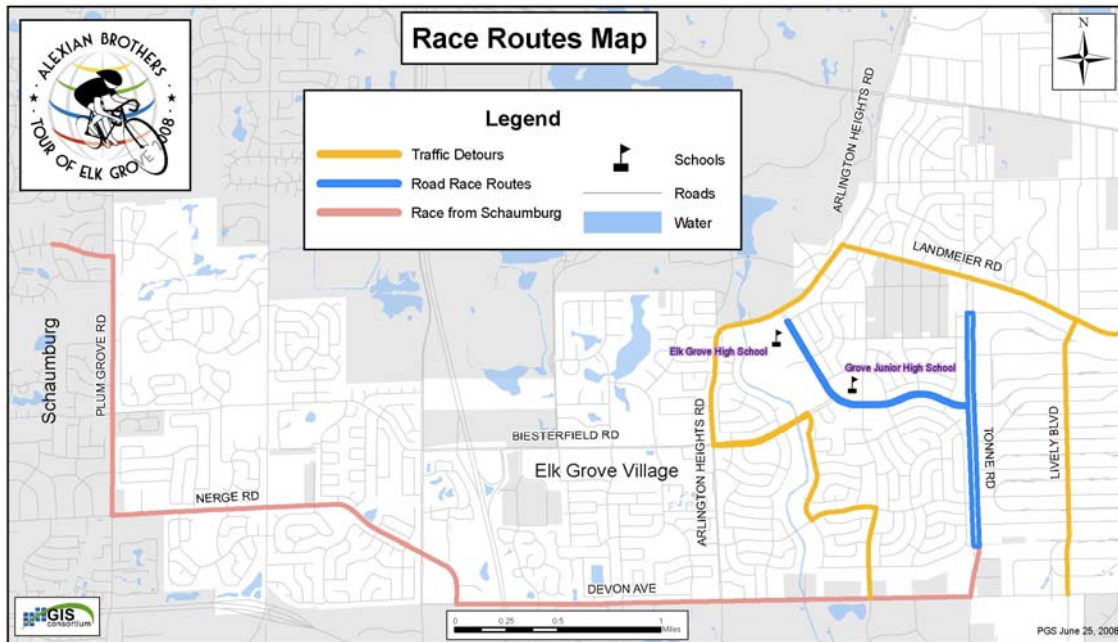 ALEXIAN BROTHERS
TOUR OF ELK GROVE 2008
Race Routes Map
N
Legend
Traffic Detours
Road Race Routes
Race from Schaumburg
Schools
Roads
Water
ARLINGTON HEIGHTS RD
LANDMEIER RD
Schaumburg
PLUM GROVE RD
Elk Grove High School
Grove Junior High School
BIESTERFIELD RD
Elk Grove Village
ARLINGTON HEIGHTS RD
TONNE RD
LIVELY BLVD
NERGE RD
DEVON AVE
GIS
consortium
0 0.25 0.5 1
Miles
PGS June 25, 2008